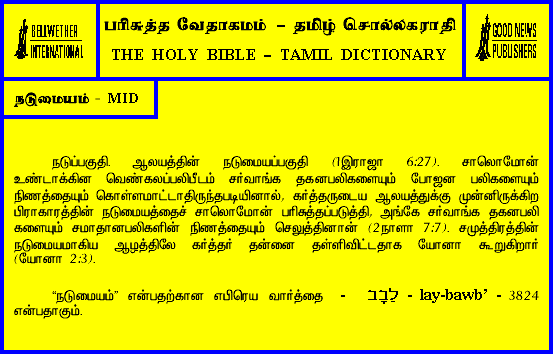 BELLWETHER
INTERNATIONAL
பரிசுத்த வேதாகமம் – தமிழ் சொல்லகராதி
THE HOLY BIBLE – TAMIL DICTIONARY
GOOD NEWS
PUBLISHERS
நடுமையம் - MID
நடுப்பகுதி. ஆலயத்தின் நடுமையப்பகுதி (1இராஜா 6:27). சாலொமோன்
உண்டாக்கின வெண்கலப்பலிபீடம் சர்வாங்க தகனபலிகளையும் போஜன பலிகளையும்
நிணத்தையும் கொள்ளமாட்டாதிருந்தபடியினால், கர்த்தருடைய ஆலயத்துக்கு முன்னிருக்கிற
பிராகாரத்தின் நடுமையத்தைச் சாலொமோன் பரிசுத்தப்படுத்தி, அங்கே சர்வாங்க தகனபலி
களையும் சமாதானபலிகளின் நிணத்தையும் செலுத்தினான் (2நாளா 7:7). சமுத்திரத்தின்
நடுமையமாகிய ஆழத்திலே கர்த்தர் தன்னை தள்ளிவிட்டதாக யோனா கூறுகிறார்
(யோனா 2:3).
“நடுமையம்” என்பதற்கான எபிரெய வார்த்தை - לֵבָב - lay-bawb’ - 3824
என்பதாகும்.